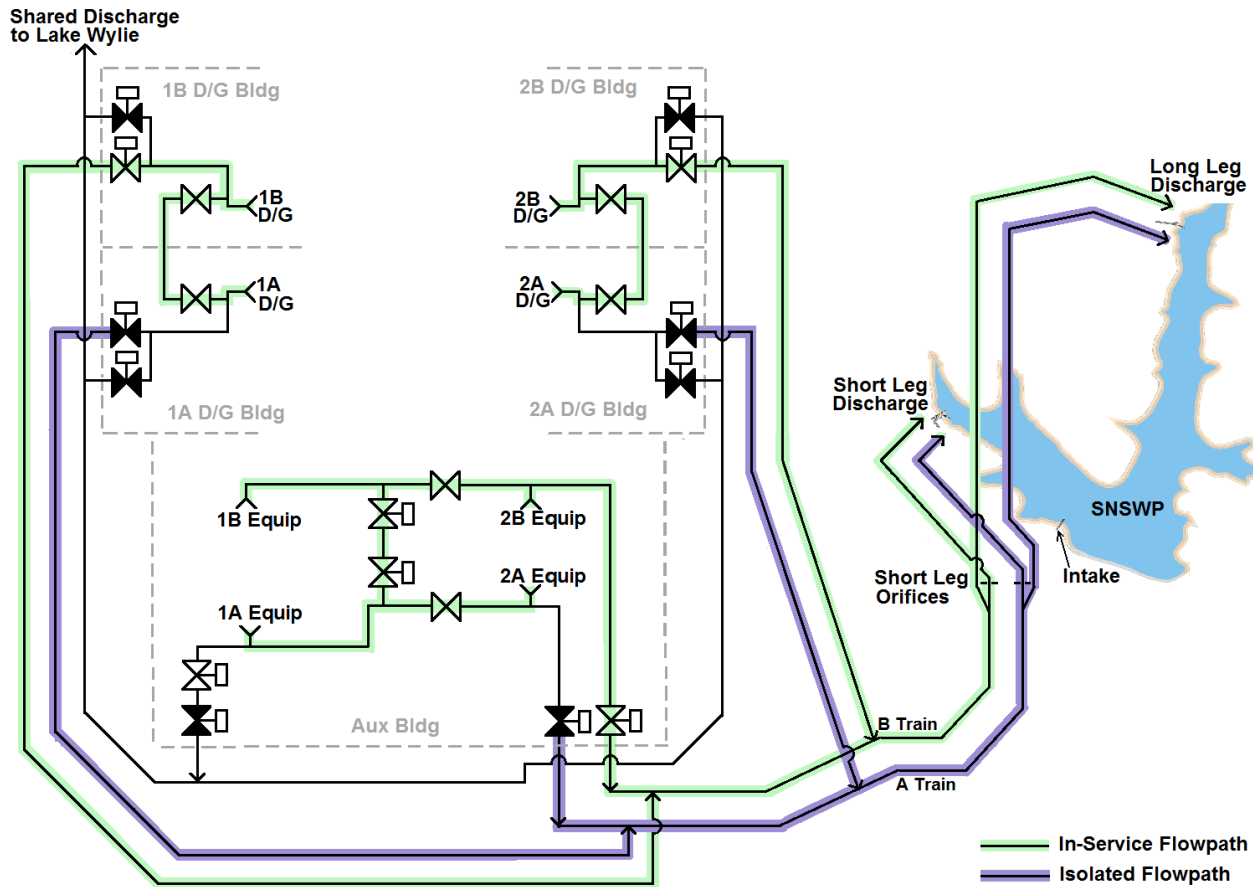 Shared Discharge
to Lake Wylie
1B D/G Bldg
2B D/G Bldg
Long Leg
Discharge
1B
D/G
2B
D/G
1A
D/G
2A
D/G
1A D/G Bldg
2A D/G Bldg
Short Leg
Discharge
1B Equip
2B Equip
SNSWP
2A Equip
Short Leg
Orifices
Intake
1A Equip
Aux Bldg
B Train
A Train
In-Service Flowpath
Isolated Flowpath